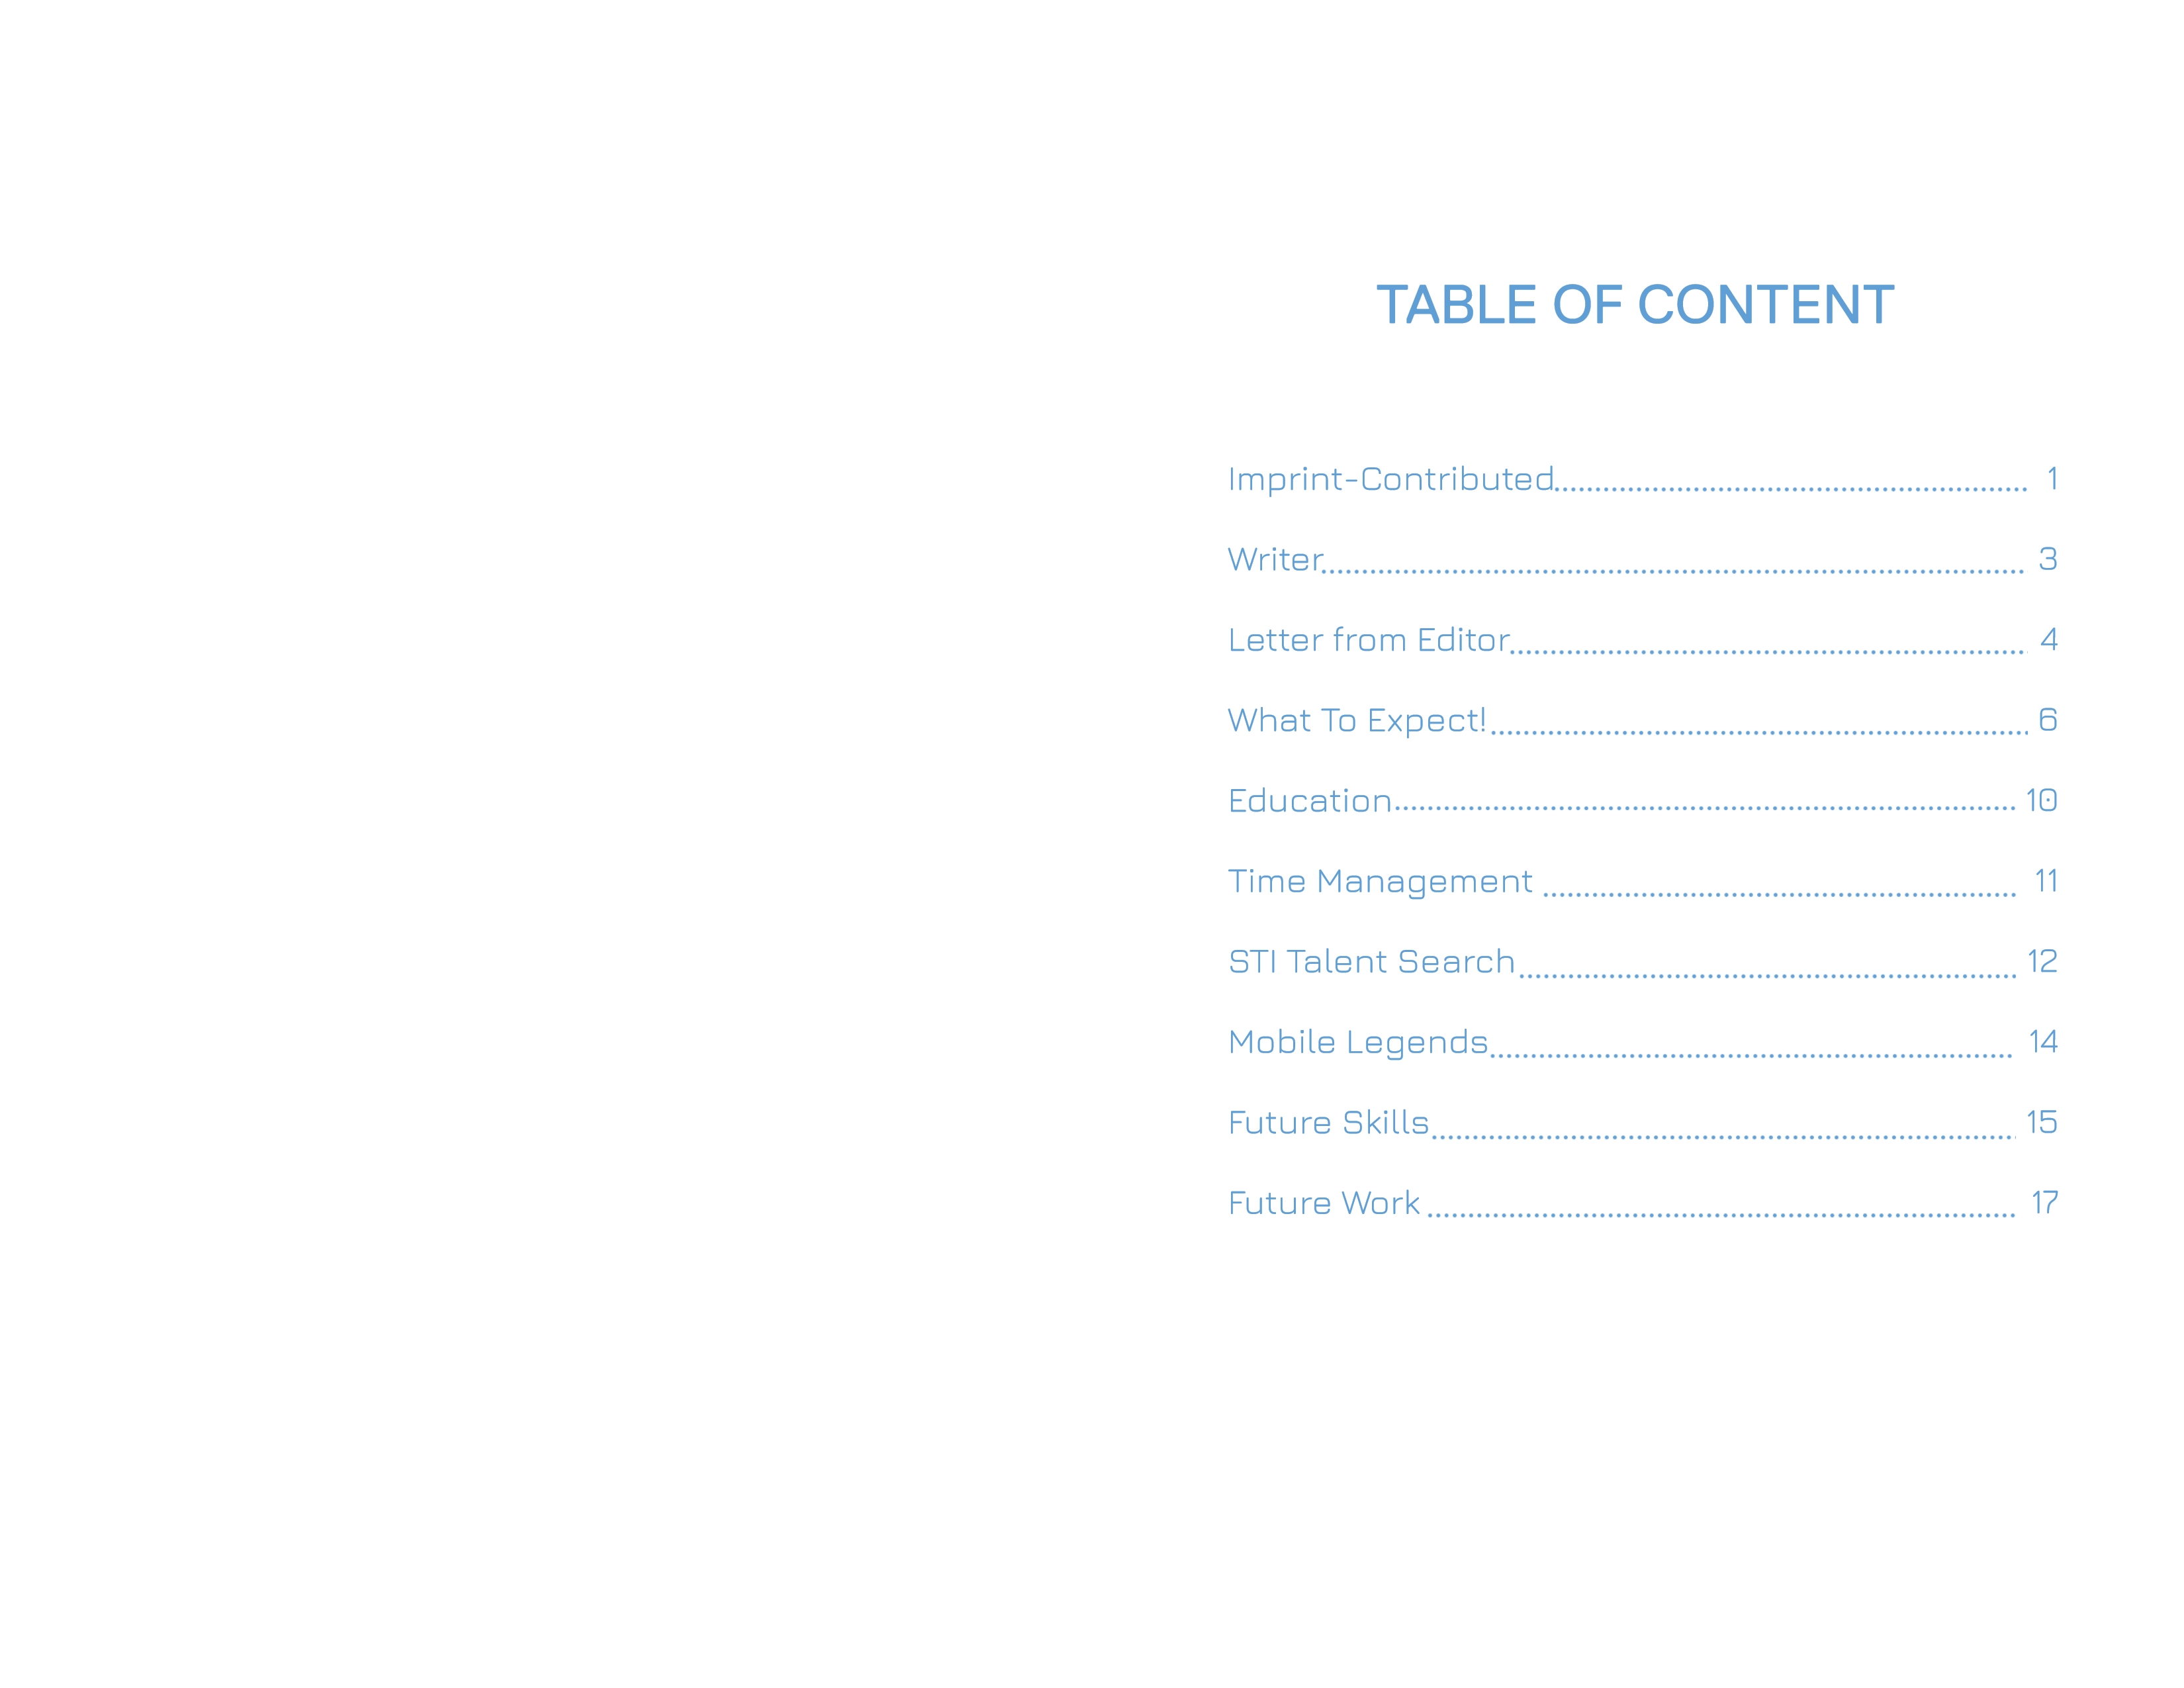 TABLE OF CONTENT
Imprint-Contributed 1
Writer 3
Letter from Editor 4
What To Expect! 6
Education 10
Time Management 11
STI Talent Search 12
Mobile Legends 14
Future Skills 15
Future Work 17